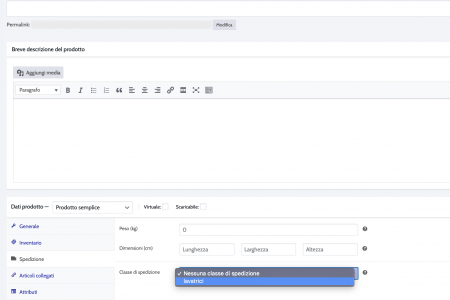 Permalink:
Modifica
Breve descrizione del prodotto
Aggiungi media
Paragrafo
Dati prodotto — Prodotto semplice Virtuale: Scaricabile:
Generale
Inventario
Spedizione
Articoli collegati
Attributi
Peso (kg) 0
Dimensioni (cm) Lunghezza Larghezza Altezza
Classe di spedizione ✓ Nessuna classe di spedizione
lavatrici